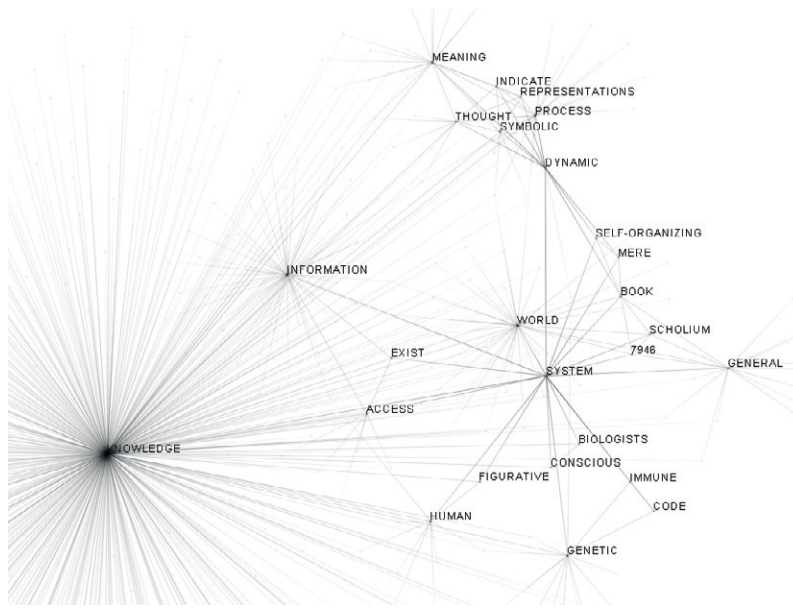 MEANING
INDICATE
REPRESENTATIONS
PROCESS
THOUGHT
SYMBOLIC
DYNAMIC
SELF-ORGANIZING
MERE
INFORMATION
BOOK
WORLD
SCHOLIUM
7946
EXIST
GENERAL
SYSTEM
ACCESS
BIOLOGISTS
KNOWLEDGE
CONSCIOUS
FIGURATIVE
IMMUNE
CODE
HUMAN
GENETIC